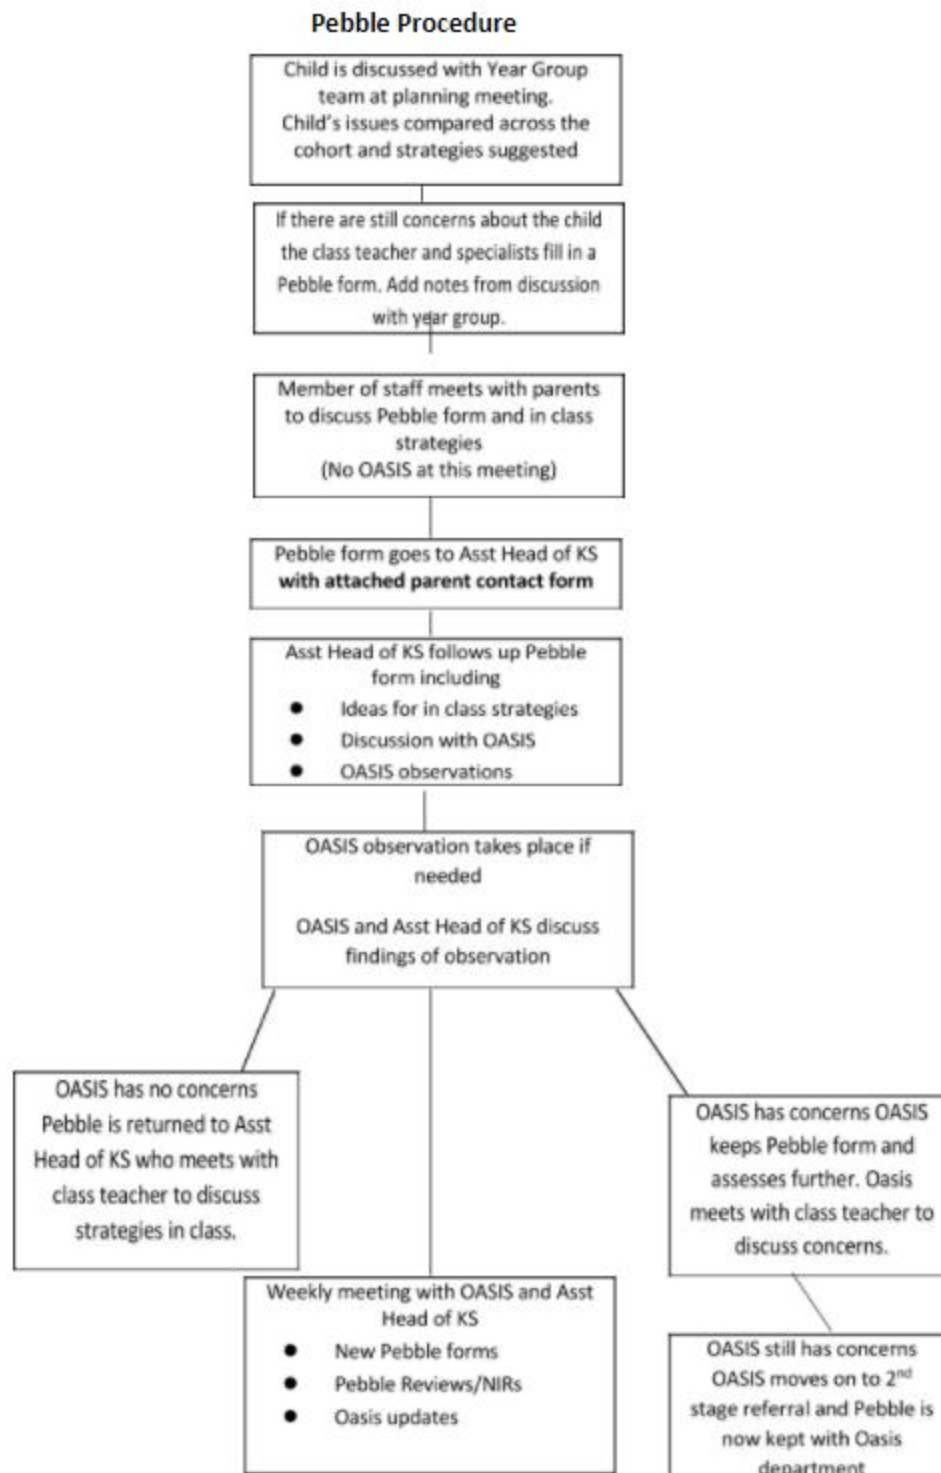 Pebble Procedure
Child is discussed with Year Group
team at planning meeting.
Child's issues compared across the
cohort and strategies suggested
If there are still concerns about the child
the class teacher and specialists fill in a
Pebble form. Add notes from discussion
with year group.
Member of staff meets with parents
to discuss Pebble form and in class
strategies
(No OASIS at this meeting)
Pebble form goes to Asst Head of KS
with attached parent contact form
Asst Head of KS follows up Pebble
form including
● Ideas for in class strategies
● Discussion with OASIS
● OASIS observations
OASIS observation takes place if
needed
OASIS and Asst Head of KS discuss
findings of observation
OASIS has no concerns
Pebble is returned to Asst
Head of KS who meets with
class teacher to discuss
strategies in class.
OASIS has concerns OASIS
keeps Pebble form and
assesses further. Oasis
meets with class teacher to
discuss concerns.
Weekly meeting with OASIS and Asst
Head of KS
● New Pebble forms
● Pebble Reviews/NIRs
● Oasis updates
OASIS still has concerns
OASIS moves on to 2nd
stage referral and Pebble is
now kept with Oasis
department